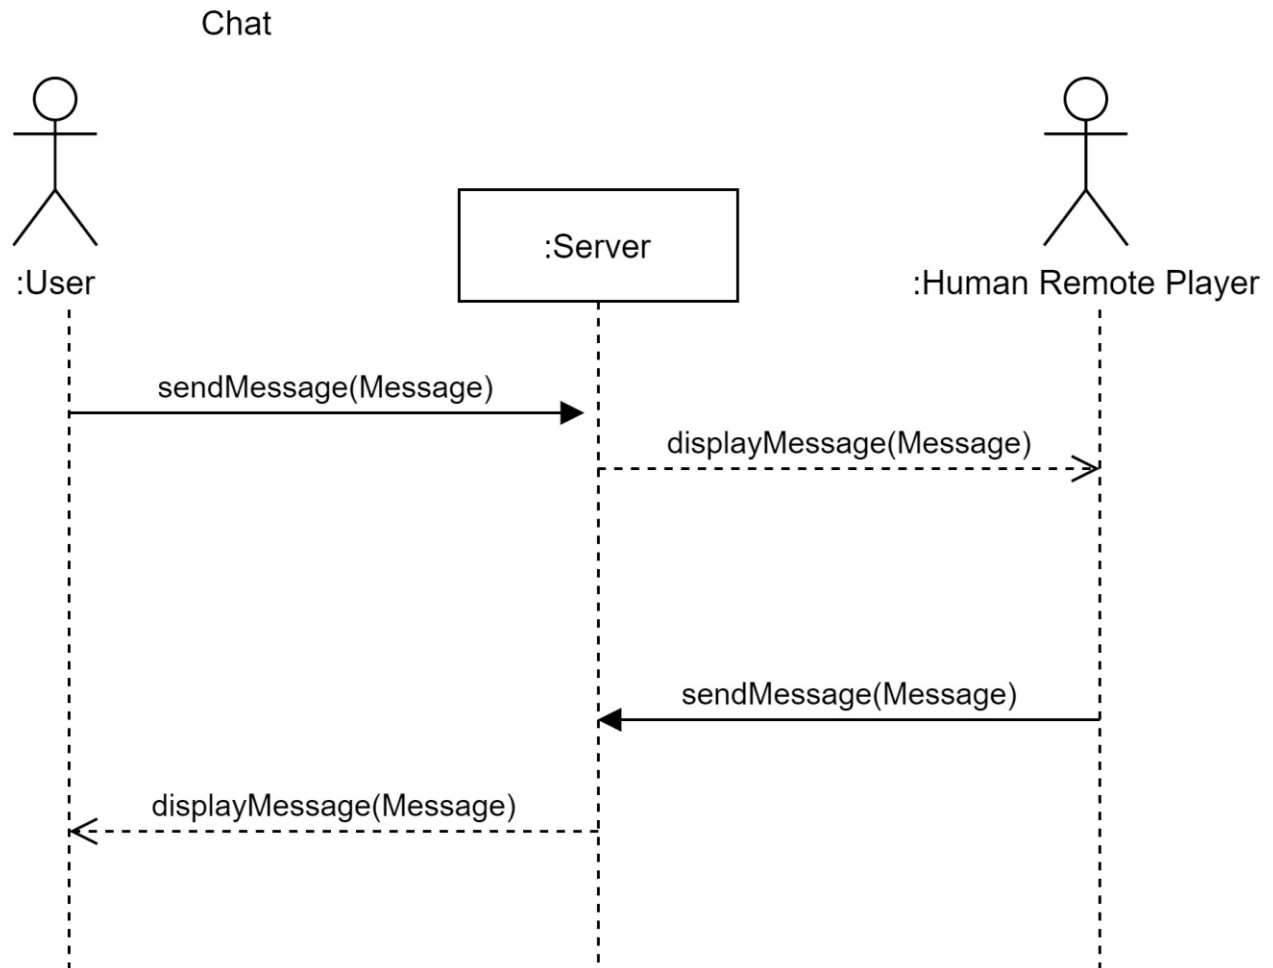 Chat
:User
:Server
:Human Remote Player
sendMessage(Message)
displayMessage(Message)
sendMessage(Message)
displayMessage(Message)